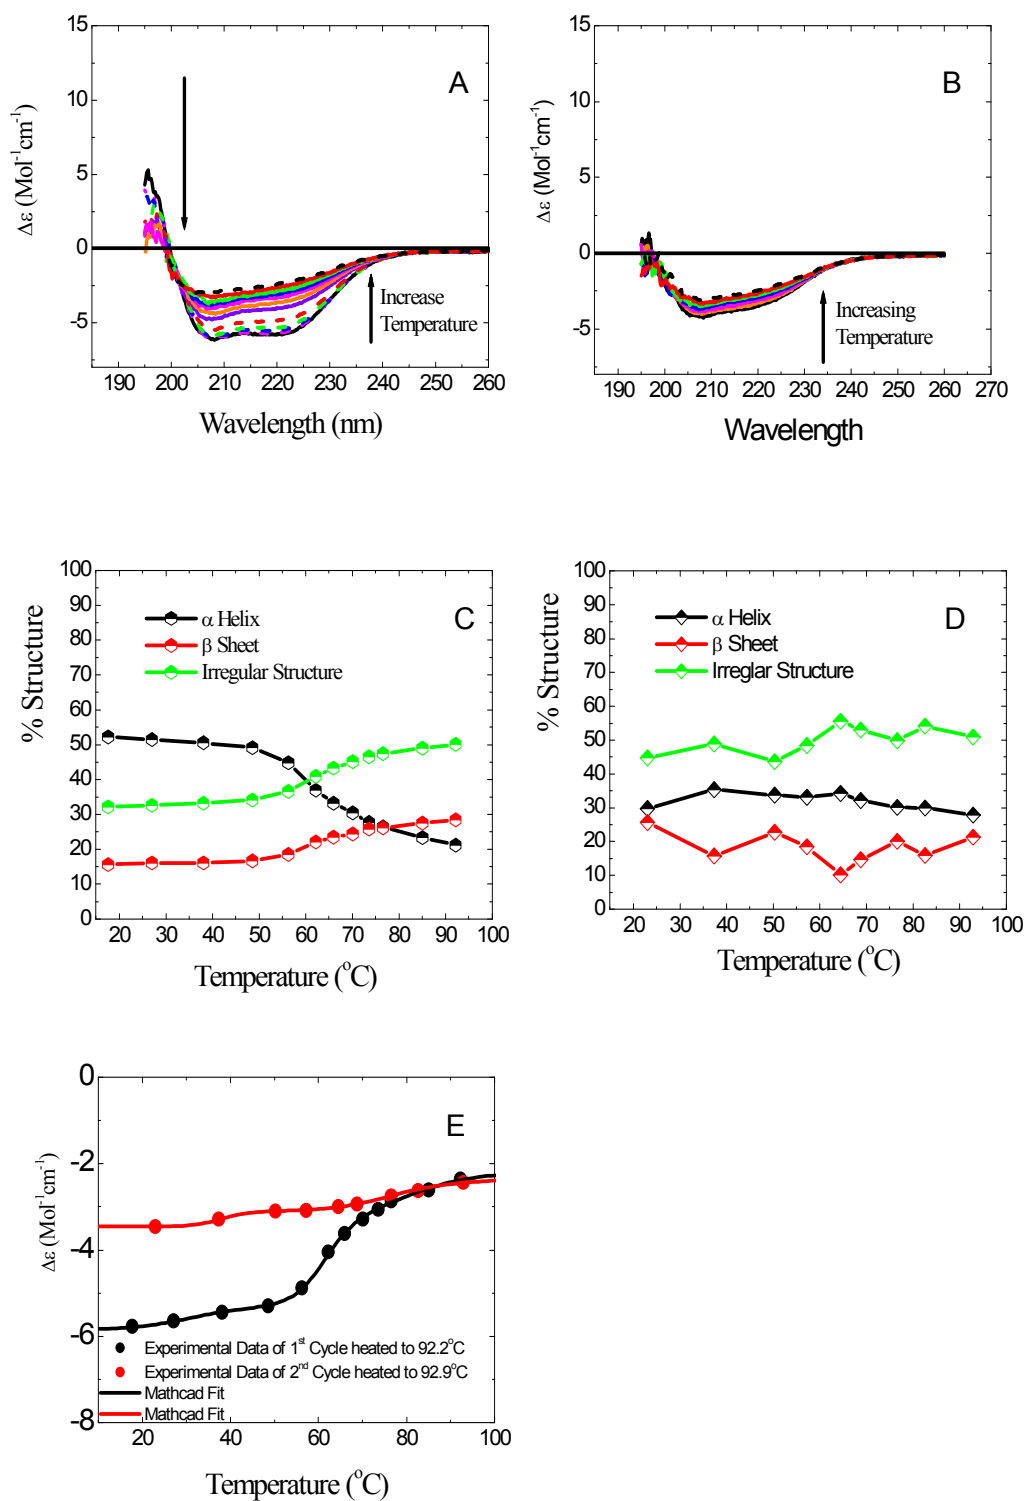 15
10
5
0
-5
Δε (Mol⁻¹cm⁻¹)
A
Increase
Temperature
190 200 210 220 230 240 250 260
Wavelength (nm)
15
10
5
0
-5
Δε (Mol⁻¹cm⁻¹)
B
Increasing
Temperature
190 200 210 220 230 240 250 260 270
Wavelength
100
90
80
70
60
50
40
30
20
10
0
% Structure
C
α Helix
β Sheet
Irregular Structure
20 30 40 50 60 70 80 90 100
Temperature (°C)
100
90
80
70
60
50
40
30
20
10
0
% Structure
D
α Helix
β Sheet
Irreglar Structure
20 30 40 50 60 70 80 90 100
Temperature (°C)
0
-2
-4
-6
-8
Δε (Mol⁻¹cm⁻¹)
E
Experimental Data of 1ˢᵗ Cycle heated to 92.2°C
Experimental Data of 2ⁿᵈ Cycle heated to 92.9°C
Mathcad Fit
Mathcad Fit
20 40 60 80 100
Temperature (°C)